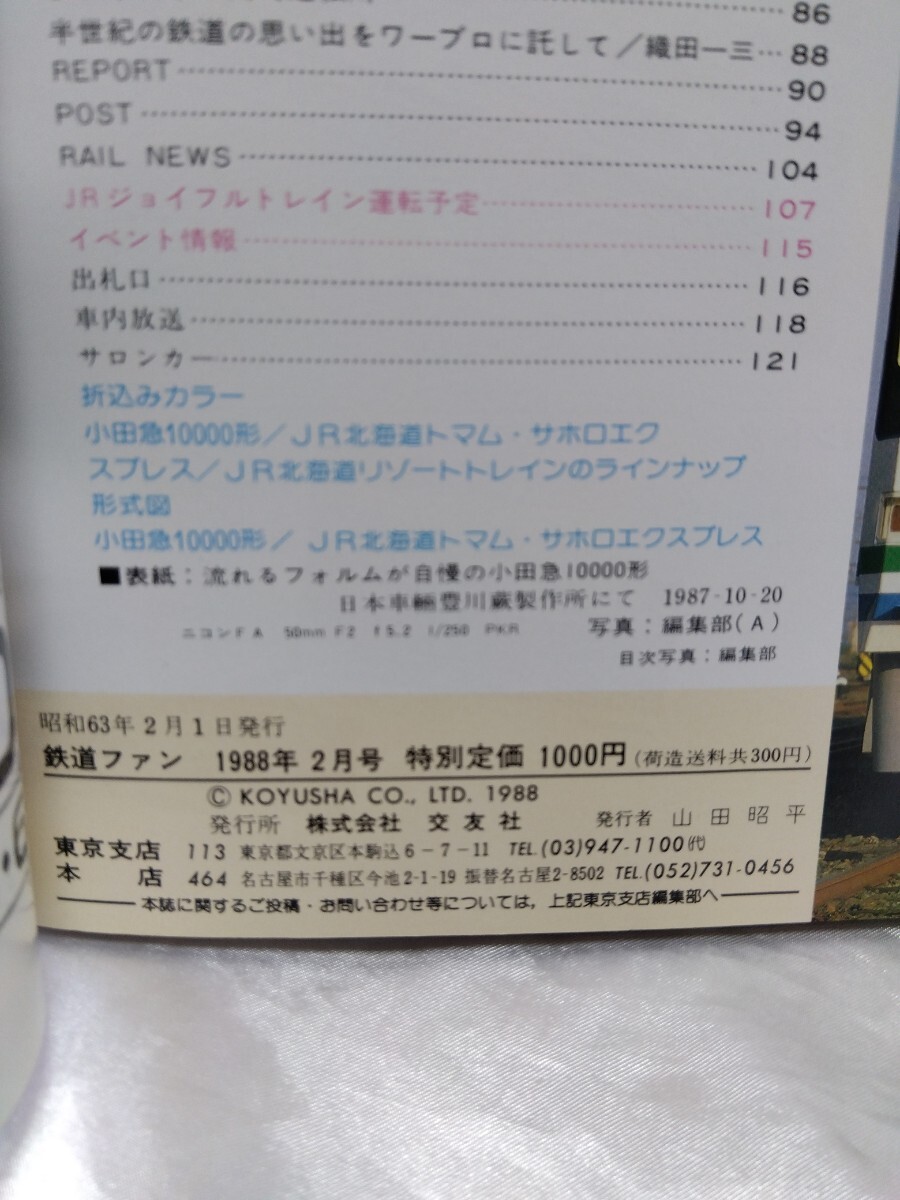 86
半世紀の鉄道の思い出をワープロに託して／織田一三…88
REPORT……90
POST……94
RAIL NEWS……104
JRジョイフルトレイン運転予定……107
イベント情報……115
出札口……116
車内放送……118
サロンカー……121
折込みカラー
小田急10000形／JR北海道トマム・サホロエク
スプレス／JR北海道リゾートトレインのラインナップ
形式図
小田急10000形／ JR北海道トマム・サホロエクスプレス
■表紙：流れるフォルムが自慢の小田急10000形
日本車輛豊川蕨製作所にて 1987-10-20
ニコンFA 50mm F2 f5.2 1/250 PKR 写真：編集部(A)
目次写真：編集部
昭和63年2月1日発行
鉄道ファン 1988年2月号 特別定価1000円(荷造送料共300円)
© KOYUSHA CO., LTD. 1988
発行所 株式会社 交友社 発行者 山田昭平
東京支店 113 東京都文京区本駒込6-7-11 TEL.(03)947-1100㈹
本店 464 名古屋市千種区今池2-1-19 振替名古屋2-8502 TEL.(052)731-0456
本誌に関するご投稿・お問い合わせ等については，上記東京支店編集部へ